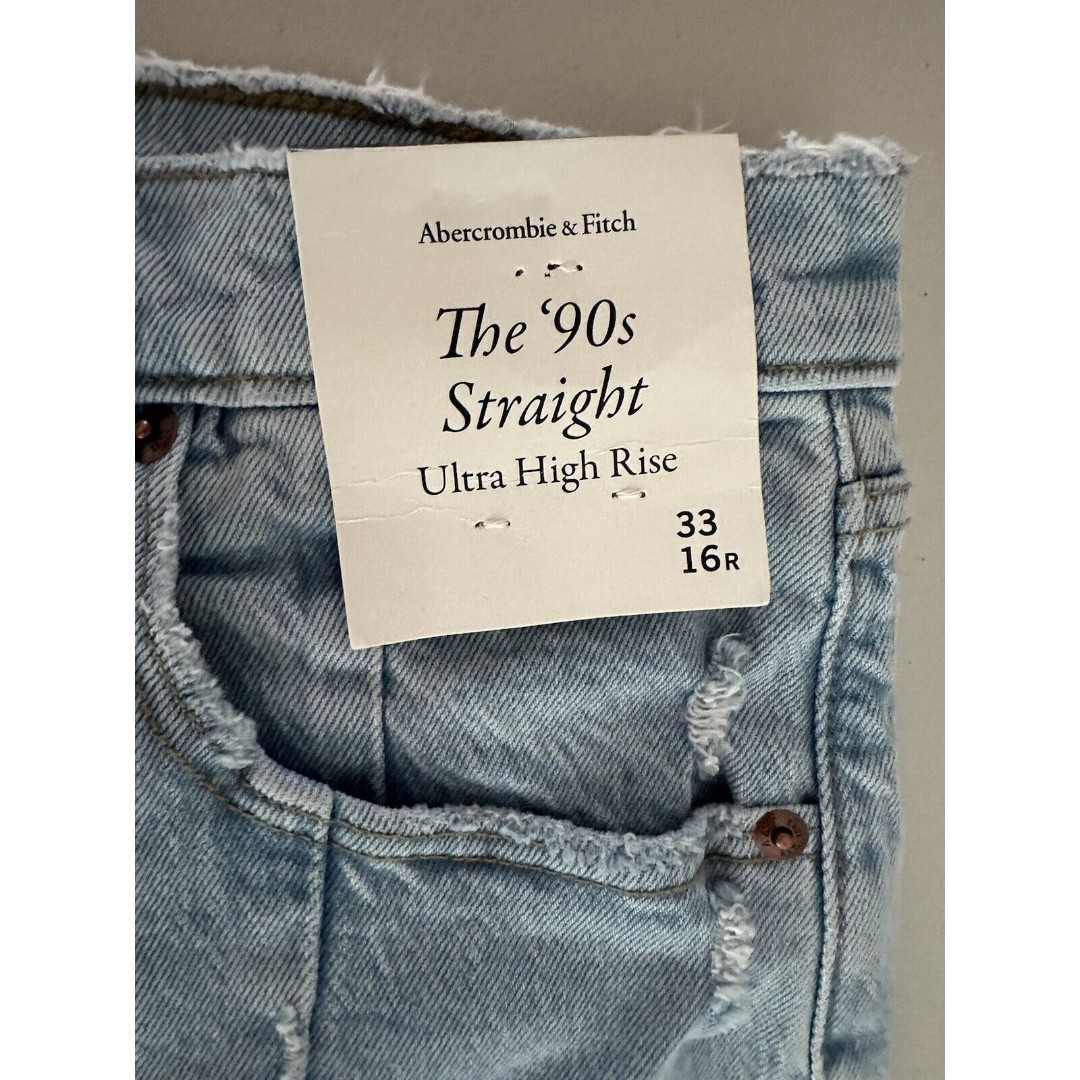 Abercrombie & Fitch
The ‘90s
Straight
Ultra High Rise
33
16R